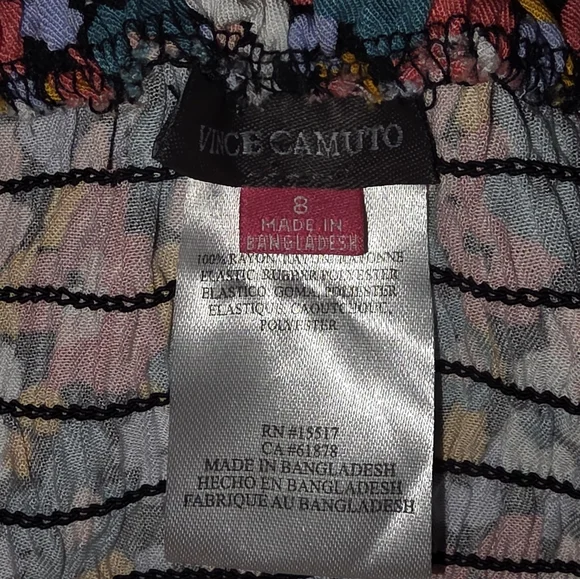 VINCE CAMUTO
8
MADE IN
BANGLADESH
100% RAYON
ELASTIC, RUBBER POLYESTER
ELASTICO, GOMA, POLIESTER
ELASTIQUE, CAOUTCHOUC,
POLYESTER
RN #15517
CA #61878
MADE IN BANGLADESH
HECHO EN BANGLADESH
FABRIQUE AU BANGLADESH